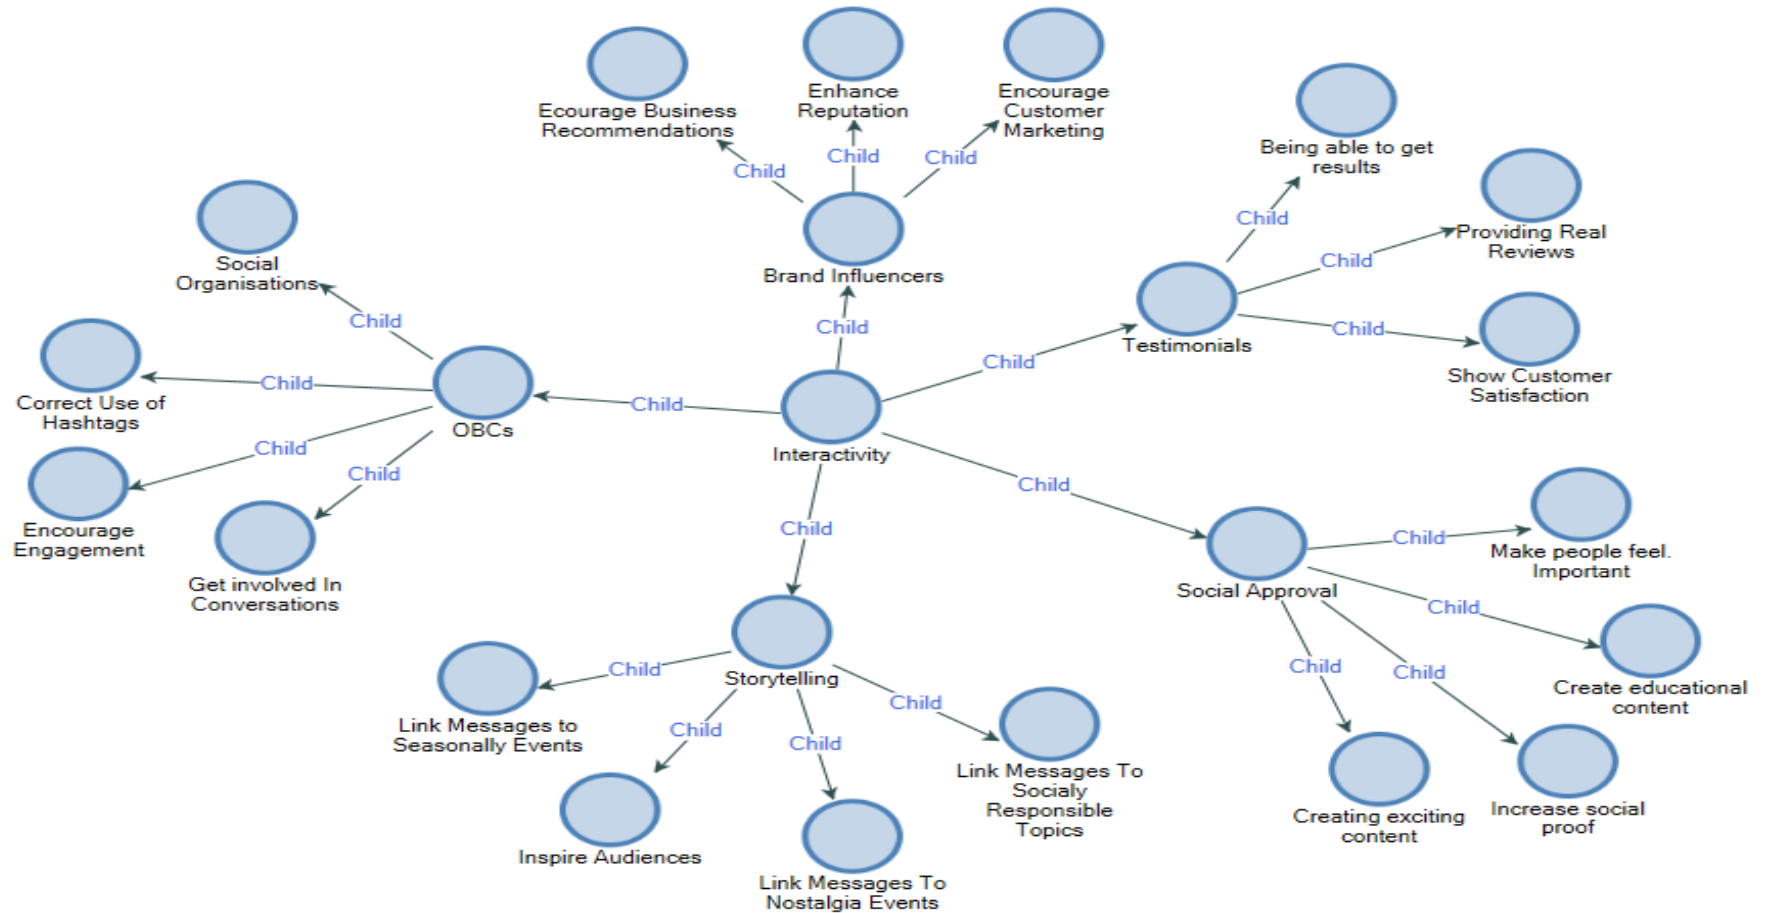 Ecourage Business
Recommendations
Enhance
Reputation
Encourage
Customer
Marketing
Child
Child
Child
Brand Influencers
Child
Being able to get
results
Child
Providing Real
Reviews
Child
Show Customer
Satisfaction
Child
Testimonials
Child
Social
Organisations
Child
Correct Use of
Hashtags
Child
Encourage
Engagement
Child
Get involved In
Conversations
Child
OBCs
Child
Interactivity
Child
Child
Storytelling
Child
Link Messages to
Seasonally Events
Child
Inspire Audiences
Child
Link Messages To
Nostalgia Events
Child
Link Messages To
Socialy
Responsible
Topics
Social Approval
Child
Make people feel.
Important
Child
Create educational
content
Child
Increase social
proof
Child
Creating exciting
content